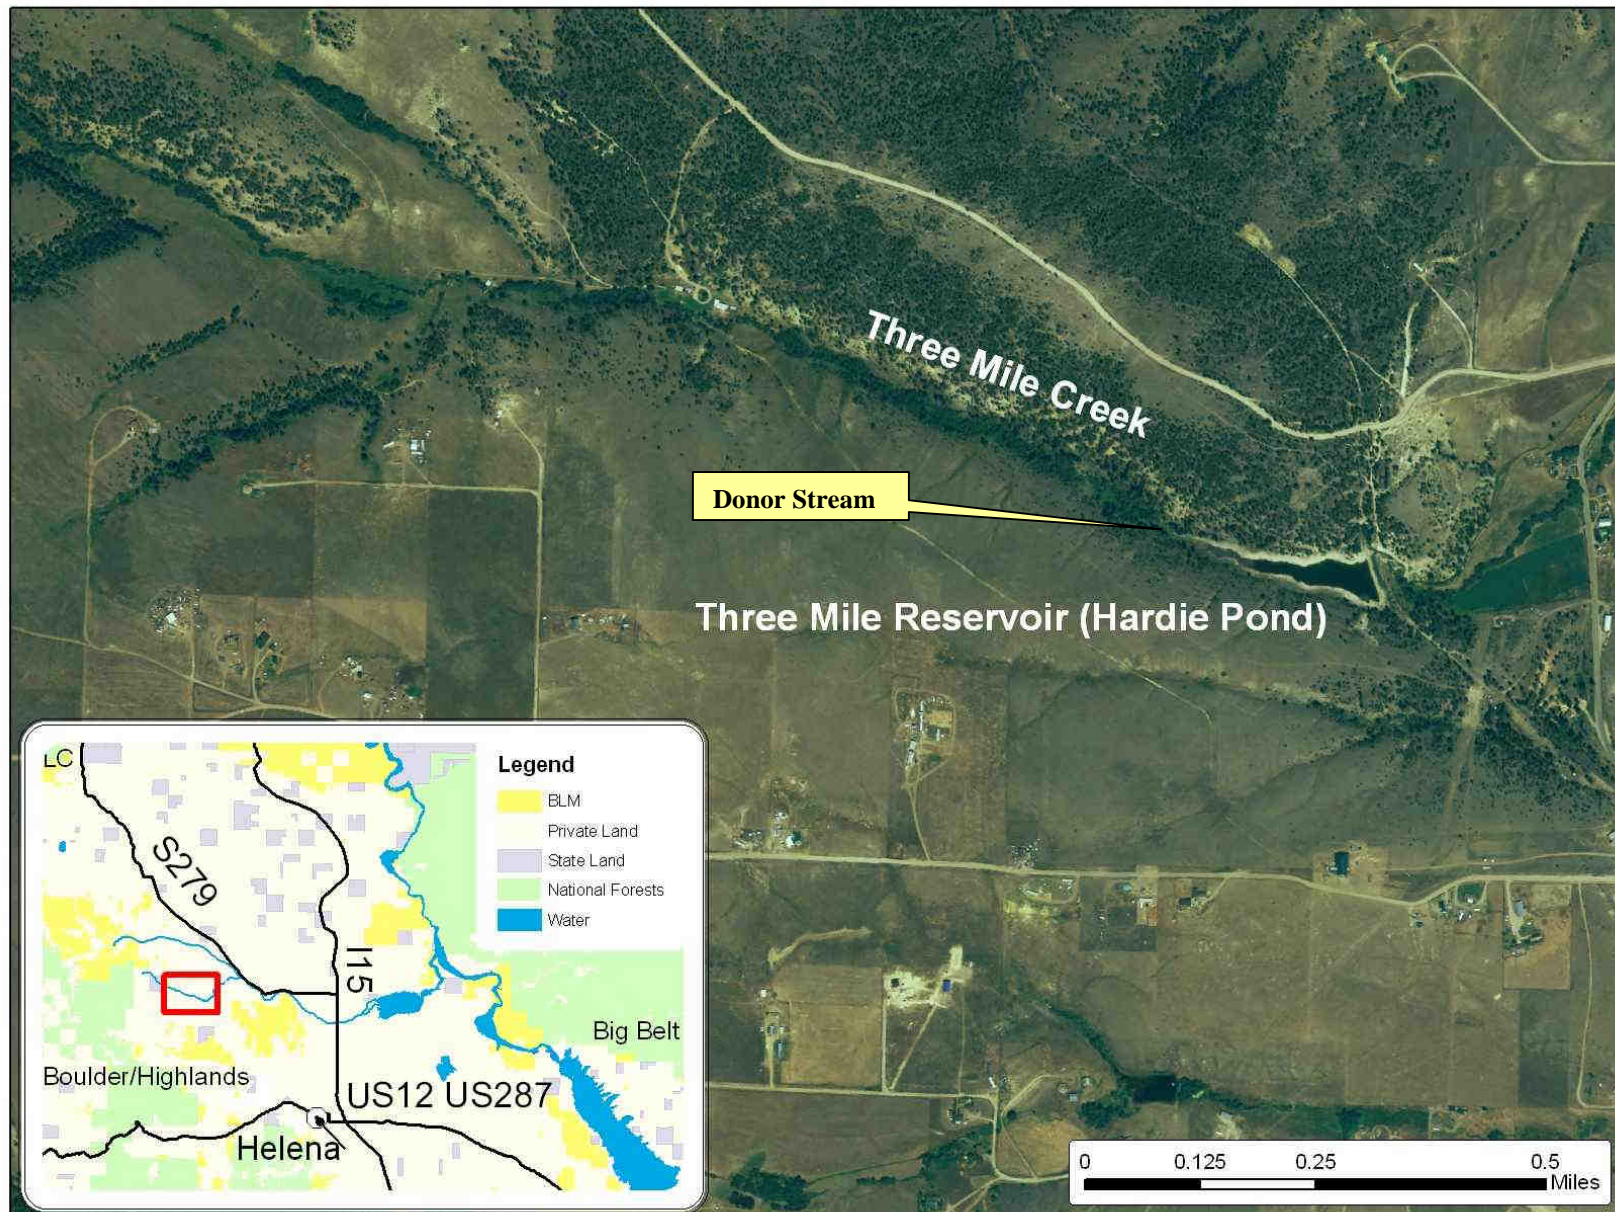 Three Mile Creek
Donor Stream
Three Mile Reservoir (Hardie Pond)
LC
S279
I15
Big Belt
Boulder/Highlands
US12 US287
Helena
Legend
BLM
Private Land
State Land
National Forests
Water
0 0.125 0.25 0.5
Miles